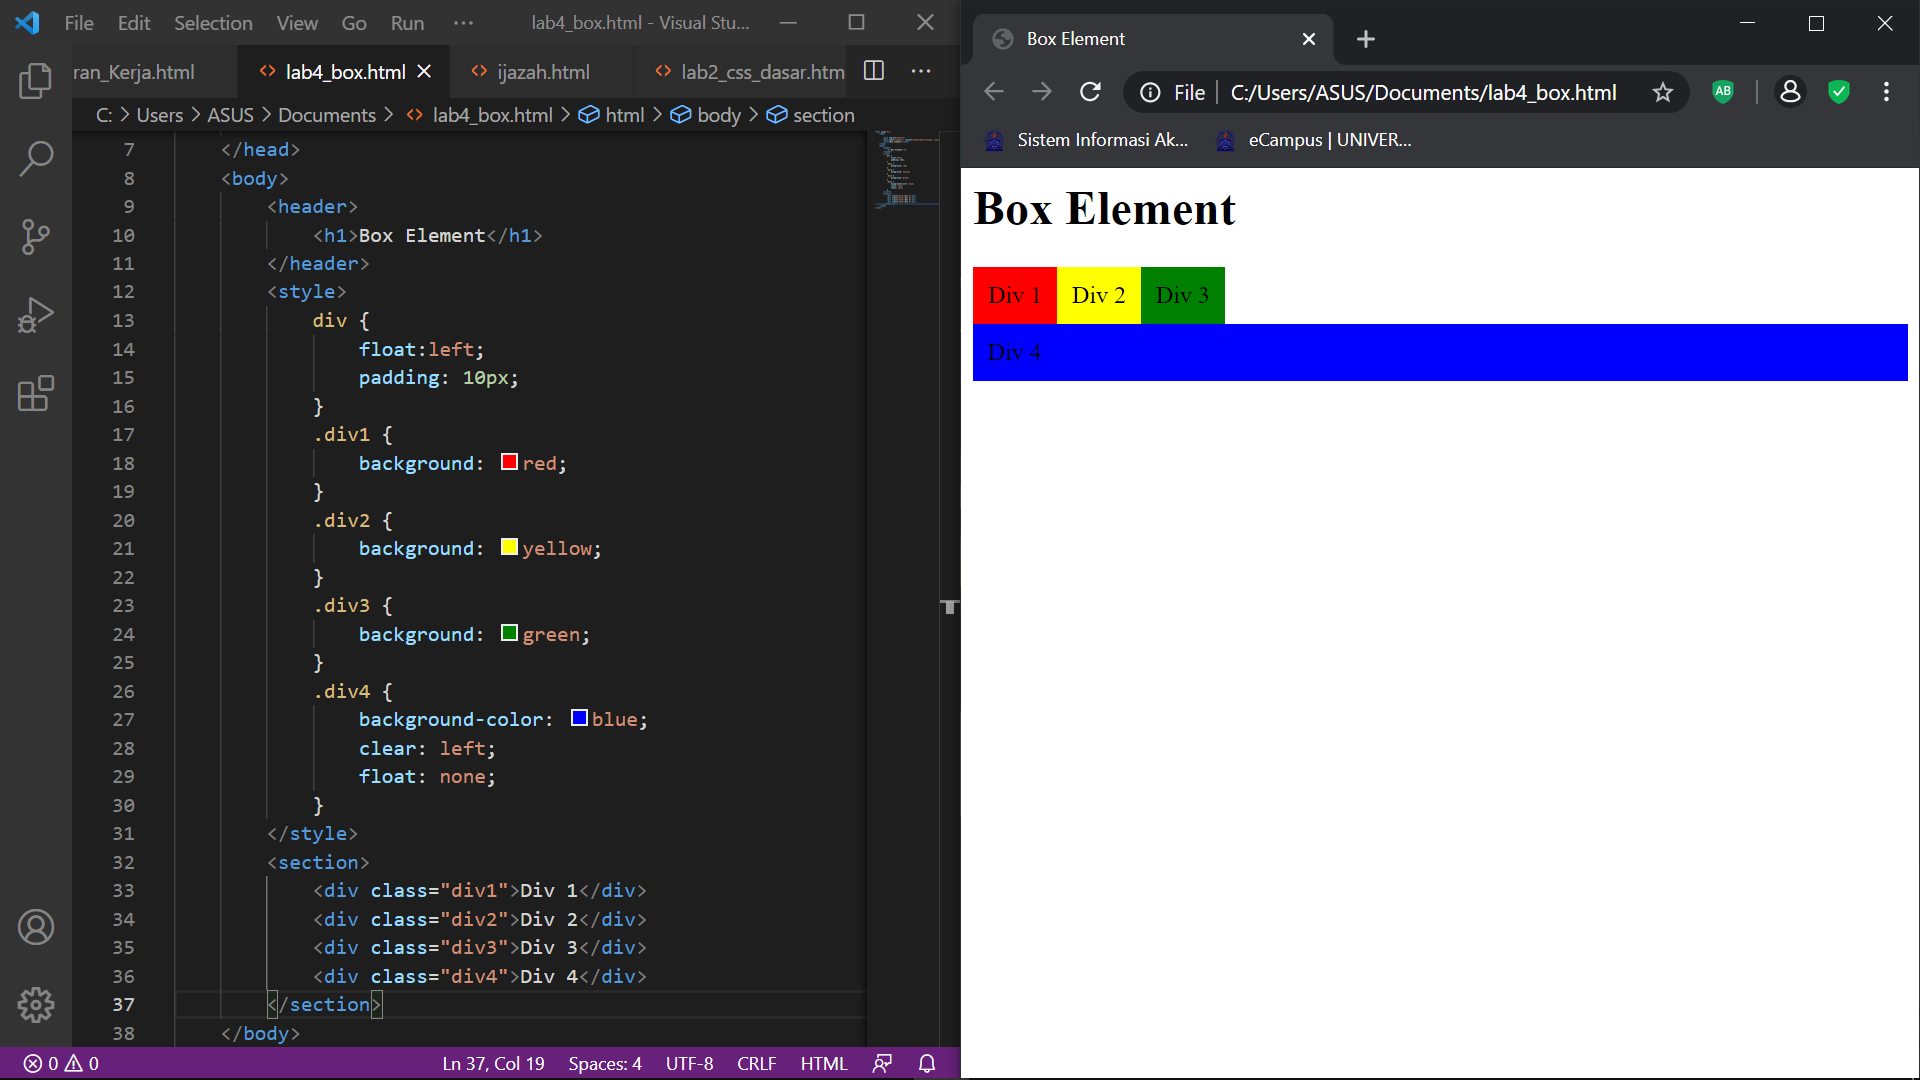 File Edit Selection View Go Run ··· lab4_box.html - Visual Stu...
ran_Kerja.html lab4_box.html ijazah.html lab2_css_dasar.htm
C: > Users > ASUS > Documents > lab4_box.html > html > body > section
7 </head>
8 <body>
9 <header>
10 <h1>Box Element</h1>
11 </header>
12 <style>
13 div {
14 float:left;
15 padding: 10px;
16 }
17 .div1 {
18 background: red;
19 }
20 .div2 {
21 background: yellow;
22 }
23 .div3 {
24 background: green;
25 }
26 .div4 {
27 background-color: blue;
28 clear: left;
29 float: none;
30 }
31 </style>
32 <section>
33 <div class="div1">Div 1</div>
34 <div class="div2">Div 2</div>
35 <div class="div3">Div 3</div>
36 <div class="div4">Div 4</div>
37 </section>
38 </body>
0 0 Ln 37, Col 19 Spaces: 4 UTF-8 CRLF HTML
Box Element
File | C:/Users/ASUS/Documents/lab4_box.html AB
Sistem Informasi Ak... eCampus | UNIVER...
Box Element
Div 1 Div 2 Div 3
Div 4